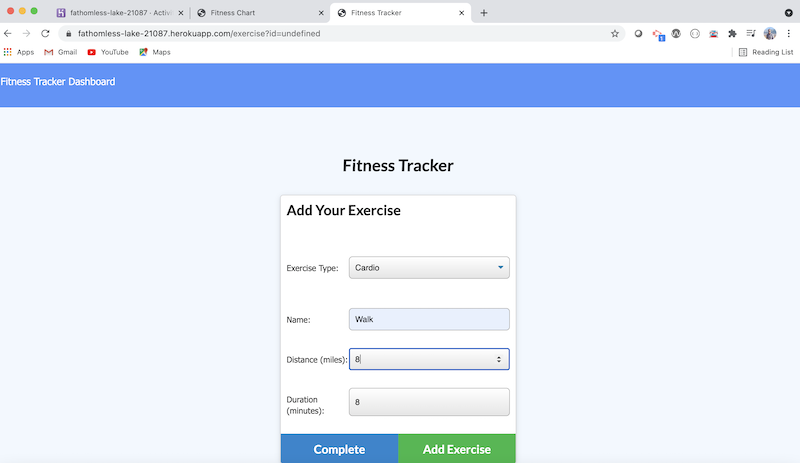 fathomless-lake-21087 - Activi
Fitness Chart
Fitness Tracker
fathomless-lake-21087.herokuapp.com/exercise?id=undefined
Apps
Gmail
YouTube
Maps
Reading List
Fitness Tracker Dashboard
Fitness Tracker
Add Your Exercise
Exercise Type:
Cardio
Name:
Walk
Distance (miles):
8
Duration
(minutes):
8
Complete
Add Exercise